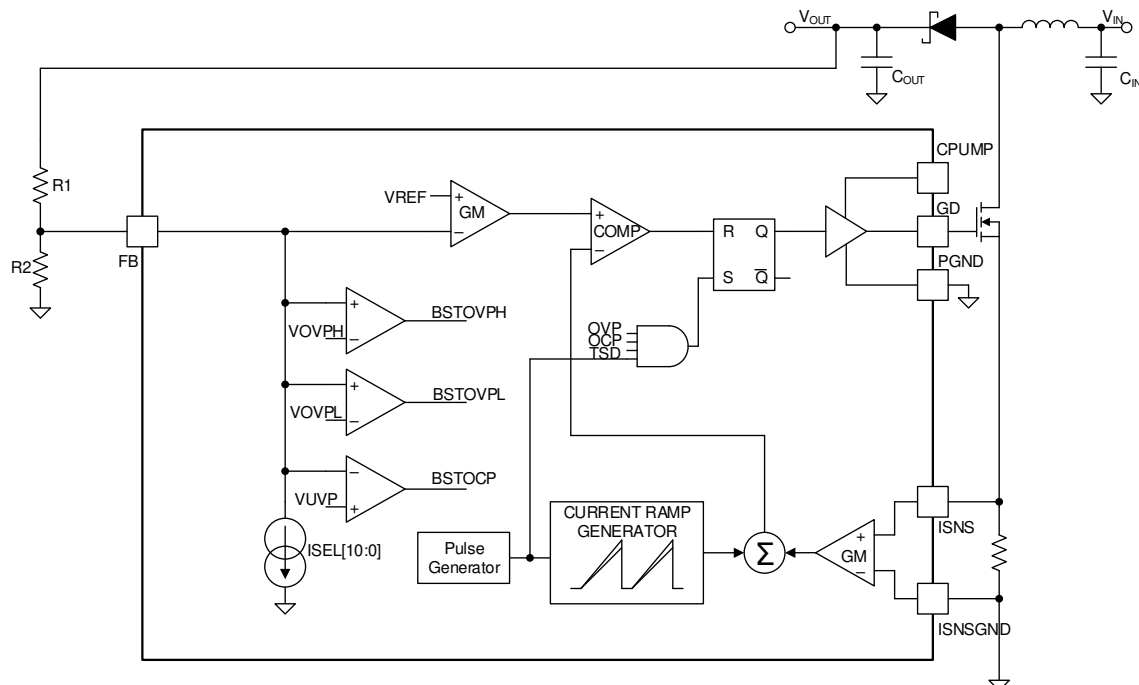 VOUT
VIN
COUT
CIN
CPUMP
R1
VREF
+
GM
−
+
COMP
−
R Q
S Q
GD
FB
R2
PGND
+
VOVPH
−
BSTOVPH
OVP
OCP
TSD
+
VOVPL
−
BSTOVPL
−
VUVP
+
BSTOCP
ISEL[10:0]
Pulse
Generator
CURRENT RAMP
GENERATOR
Σ
+
GM
−
ISNS
ISNSGND